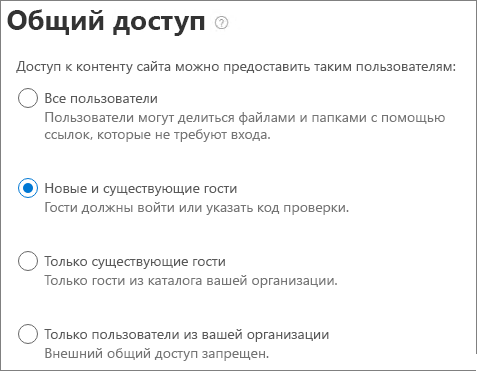 Общий доступ ?
Доступ к контенту сайта можно предоставить таким пользователям:
Все пользователи
Пользователи могут делиться файлами и папками с помощью
ссылок, которые не требуют входа.
Новые и существующие гости
Гости должны войти или указать код проверки.
Только существующие гости
Только гости из каталога вашей организации.
Только пользователи из вашей организации
Внешний общий доступ запрещен.